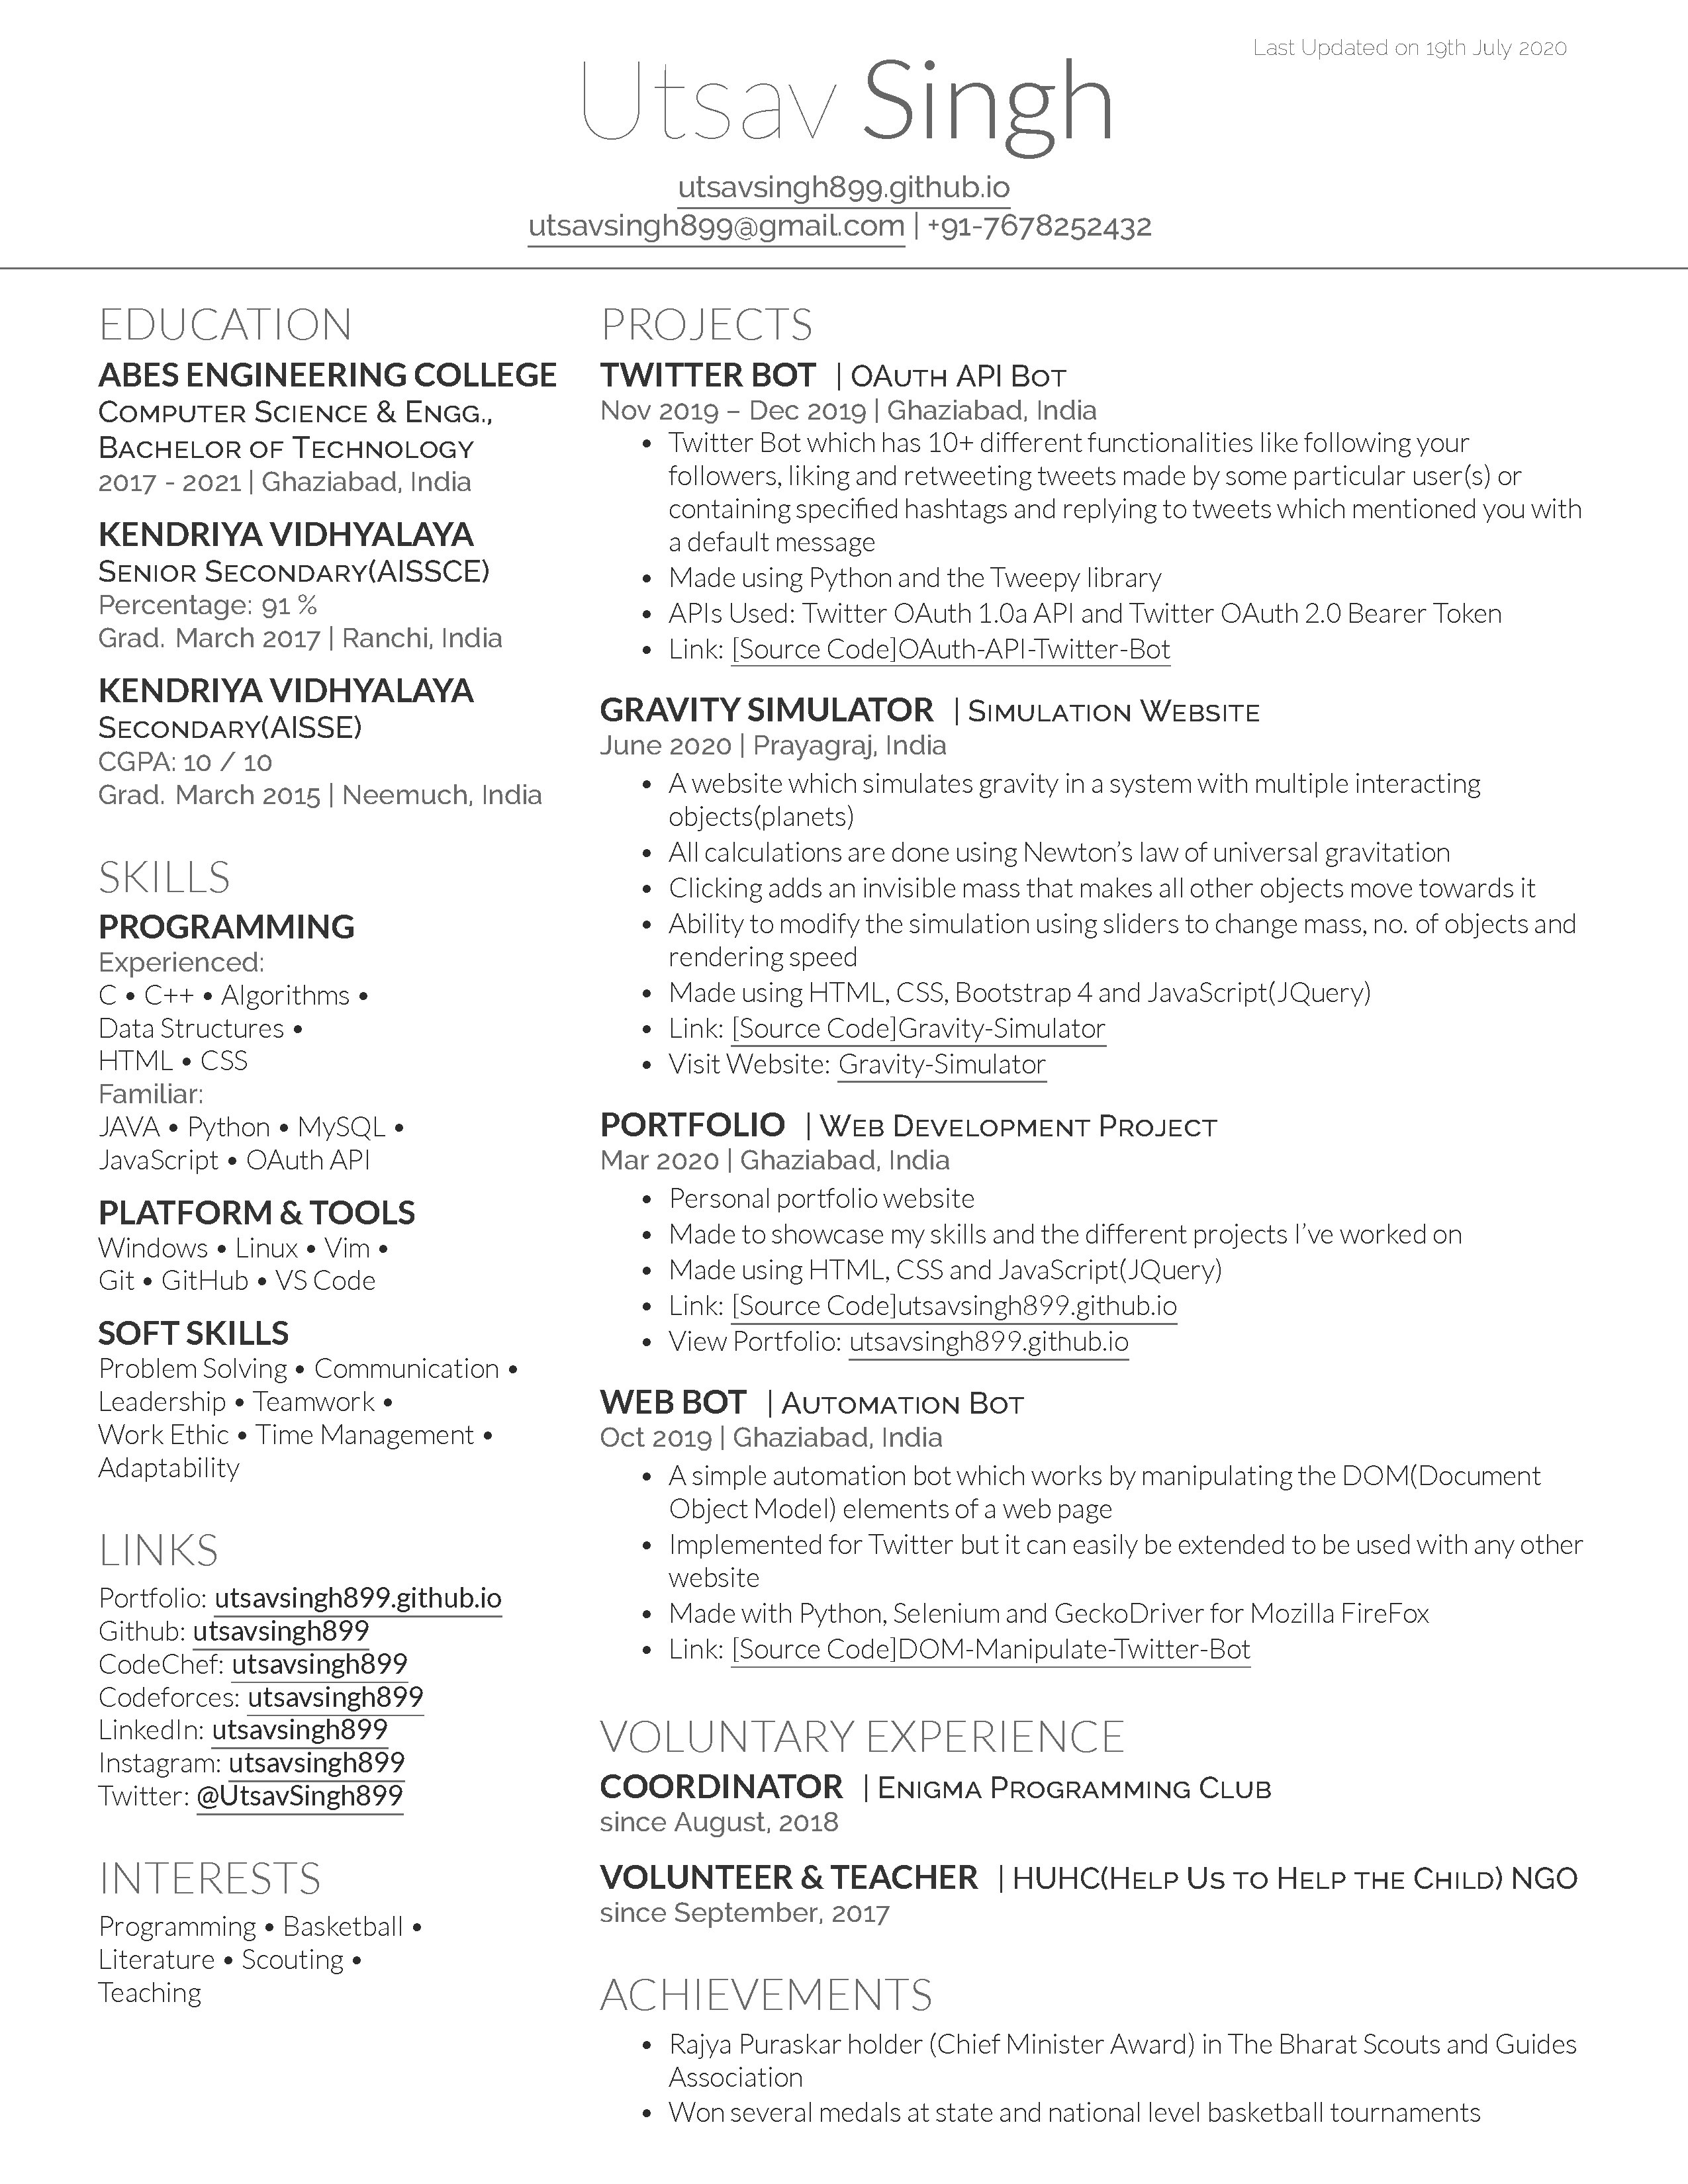 Last Updated on 19th July 2020
Utsav Singh
utsavsingh899.github.io
utsavsingh899@gmail.com | +91-7678252432
EDUCATION
ABES ENGINEERING COLLEGE
Computer Science & Engg.,
Bachelor of Technology
2017 - 2021 | Ghaziabad, India
KENDRIYA VIDHYALAYA
Senior Secondary(AISSCE)
Percentage: 91 %
Grad. March 2017 | Ranchi, India
KENDRIYA VIDHYALAYA
Secondary(AISSE)
CGPA: 10 / 10
Grad. March 2015 | Neemuch, India
SKILLS
PROGRAMMING
Experienced:
C • C++ • Algorithms •
Data Structures •
HTML • CSS
Familiar:
JAVA • Python • MySQL •
JavaScript • OAuth API
PLATFORM & TOOLS
Windows • Linux • Vim •
Git • GitHub • VS Code
SOFT SKILLS
Problem Solving • Communication •
Leadership • Teamwork •
Work Ethic • Time Management •
Adaptability
LINKS
Portfolio: utsavsingh899.github.io
Github: utsavsingh899
CodeChef: utsavsingh899
Codeforces: utsavsingh899
LinkedIn: utsavsingh899
Instagram: utsavsingh899
Twitter: @UtsavSingh899
INTERESTS
Programming • Basketball •
Literature • Scouting •
Teaching
PROJECTS
TWITTER BOT | OAuth API Bot
Nov 2019 – Dec 2019 | Ghaziabad, India
• Twitter Bot which has 10+ different functionalities like following your
followers, liking and retweeting tweets made by some particular user(s) or
containing specified hashtags and replying to tweets which mentioned you with
a default message
• Made using Python and the Tweepy library
• APIs Used: Twitter OAuth 1.0a API and Twitter OAuth 2.0 Bearer Token
• Link: [Source Code]OAuth-API-Twitter-Bot
GRAVITY SIMULATOR | Simulation Website
June 2020 | Prayagraj, India
• A website which simulates gravity in a system with multiple interacting
objects(planets)
• All calculations are done using Newton's law of universal gravitation
• Clicking adds an invisible mass that makes all other objects move towards it
• Ability to modify the simulation using sliders to change mass, no. of objects and
rendering speed
• Made using HTML, CSS, Bootstrap 4 and JavaScript(JQuery)
• Link: [Source Code]Gravity-Simulator
• Visit Website: Gravity-Simulator
PORTFOLIO | Web Development Project
Mar 2020 | Ghaziabad, India
• Personal portfolio website
• Made to showcase my skills and the different projects I've worked on
• Made using HTML, CSS and JavaScript(JQuery)
• Link: [Source Code]utsavsingh899.github.io
• View Portfolio: utsavsingh899.github.io
WEB BOT | Automation Bot
Oct 2019 | Ghaziabad, India
• A simple automation bot which works by manipulating the DOM(Document
Object Model) elements of a web page
• Implemented for Twitter but it can easily be extended to be used with any other
website
• Made with Python, Selenium and GeckoDriver for Mozilla FireFox
• Link: [Source Code]DOM-Manipulate-Twitter-Bot
VOLUNTARY EXPERIENCE
COORDINATOR | Enigma Programming Club
since August, 2018
VOLUNTEER & TEACHER | HUHC(Help Us to Help the Child) NGO
since September, 2017
ACHIEVEMENTS
• Rajya Puraskar holder (Chief Minister Award) in The Bharat Scouts and Guides
Association
• Won several medals at state and national level basketball tournaments